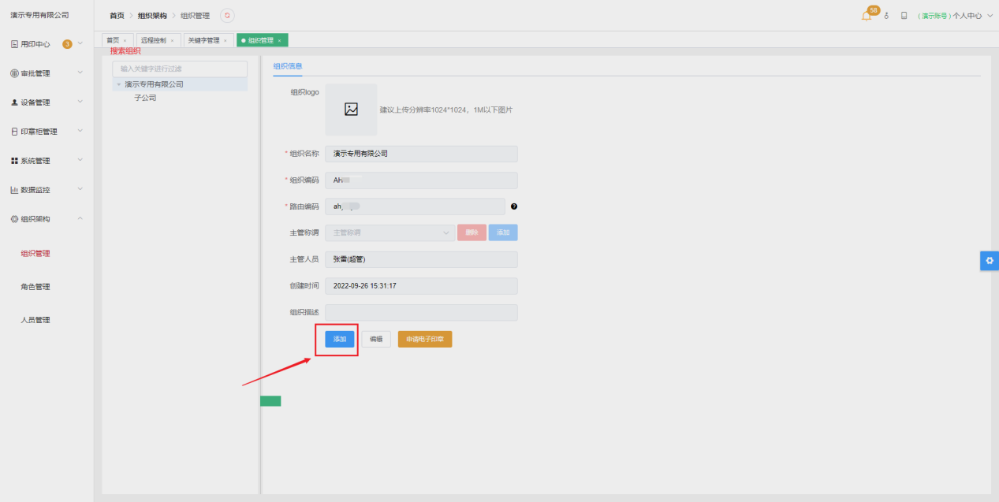 演示专用有限公司
首页 组织架构 组织管理
58
(演示账号) 个人中心
首页 × 远程控制 × 关键字管理 × 组织管理 ×
用印中心 3
审批管理
设备管理
印章柜管理
系统管理
数据监控
组织架构
组织管理
角色管理
人员管理
搜索组织
输入关键字进行过滤
演示专用有限公司
子公司
组织信息
组织logo
建议上传分辨率1024*1024，1M以下图片
* 组织名称 演示专用有限公司
* 组织编码 AH
* 路由编码 ah
主管称谓 主管称谓 删除 添加
主管人员 张雷(超管)
创建时间 2022-09-26 15:31:17
组织描述
添加 编辑 申请电子印章